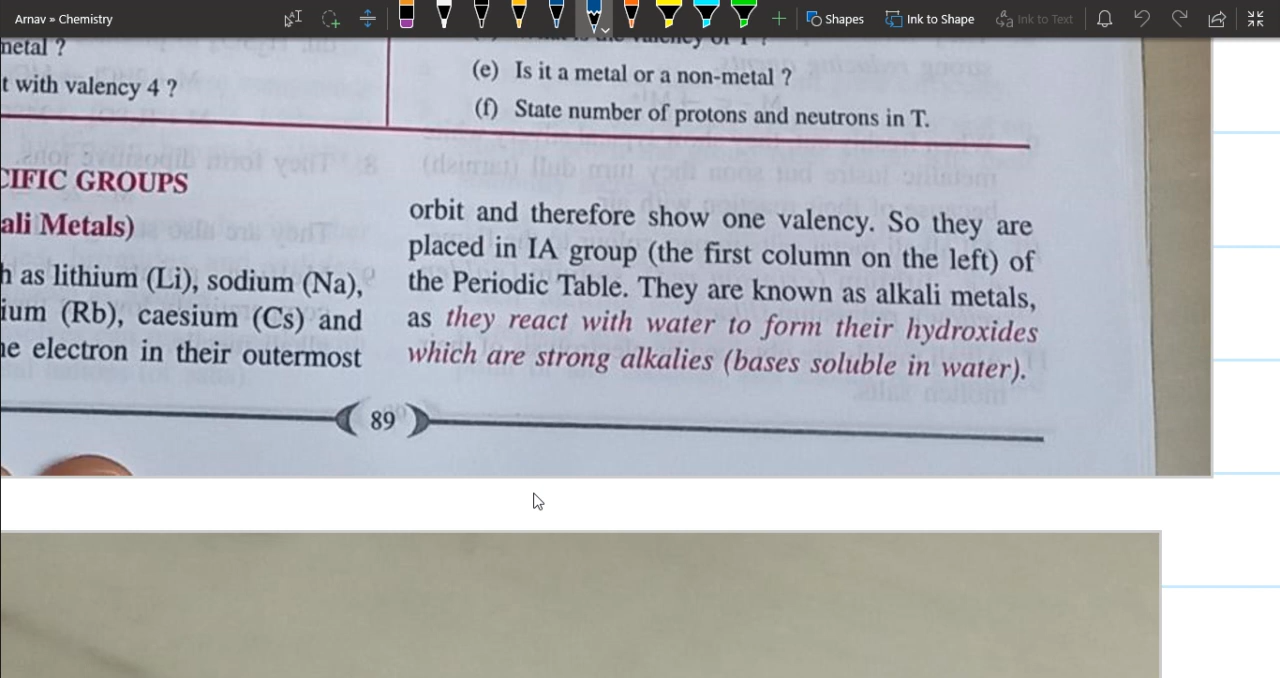 Arnav » Chemistry
Shapes
Ink to Shape
Ink to Text
metal ?
t with valency 4 ?
(e) Is it a metal or a non-metal ?
(f) State number of protons and neutrons in T.
CIFIC GROUPS
ali Metals)
h as lithium (Li), sodium (Na),
ium (Rb), caesium (Cs) and
ne electron in their outermost
orbit and therefore show one valency. So they are
placed in IA group (the first column on the left) of
the Periodic Table. They are known as alkali metals,
as they react with water to form their hydroxides
which are strong alkalies (bases soluble in water).
89